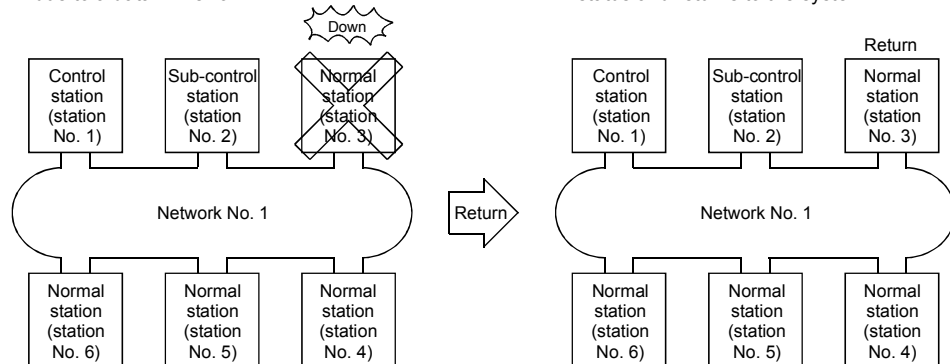 Down
Return
Control
station
(station
No. 1)
Sub-control
station
(station
No. 2)
Normal
station
(station
No. 3)
Network No. 1
Normal
station
(station
No. 6)
Normal
station
(station
No. 5)
Normal
station
(station
No. 4)
Return
Control
station
(station
No. 1)
Sub-control
station
(station
No. 2)
Normal
station
(station
No. 3)
Network No. 1
Normal
station
(station
No. 6)
Normal
station
(station
No. 5)
Normal
station
(station
No. 4)